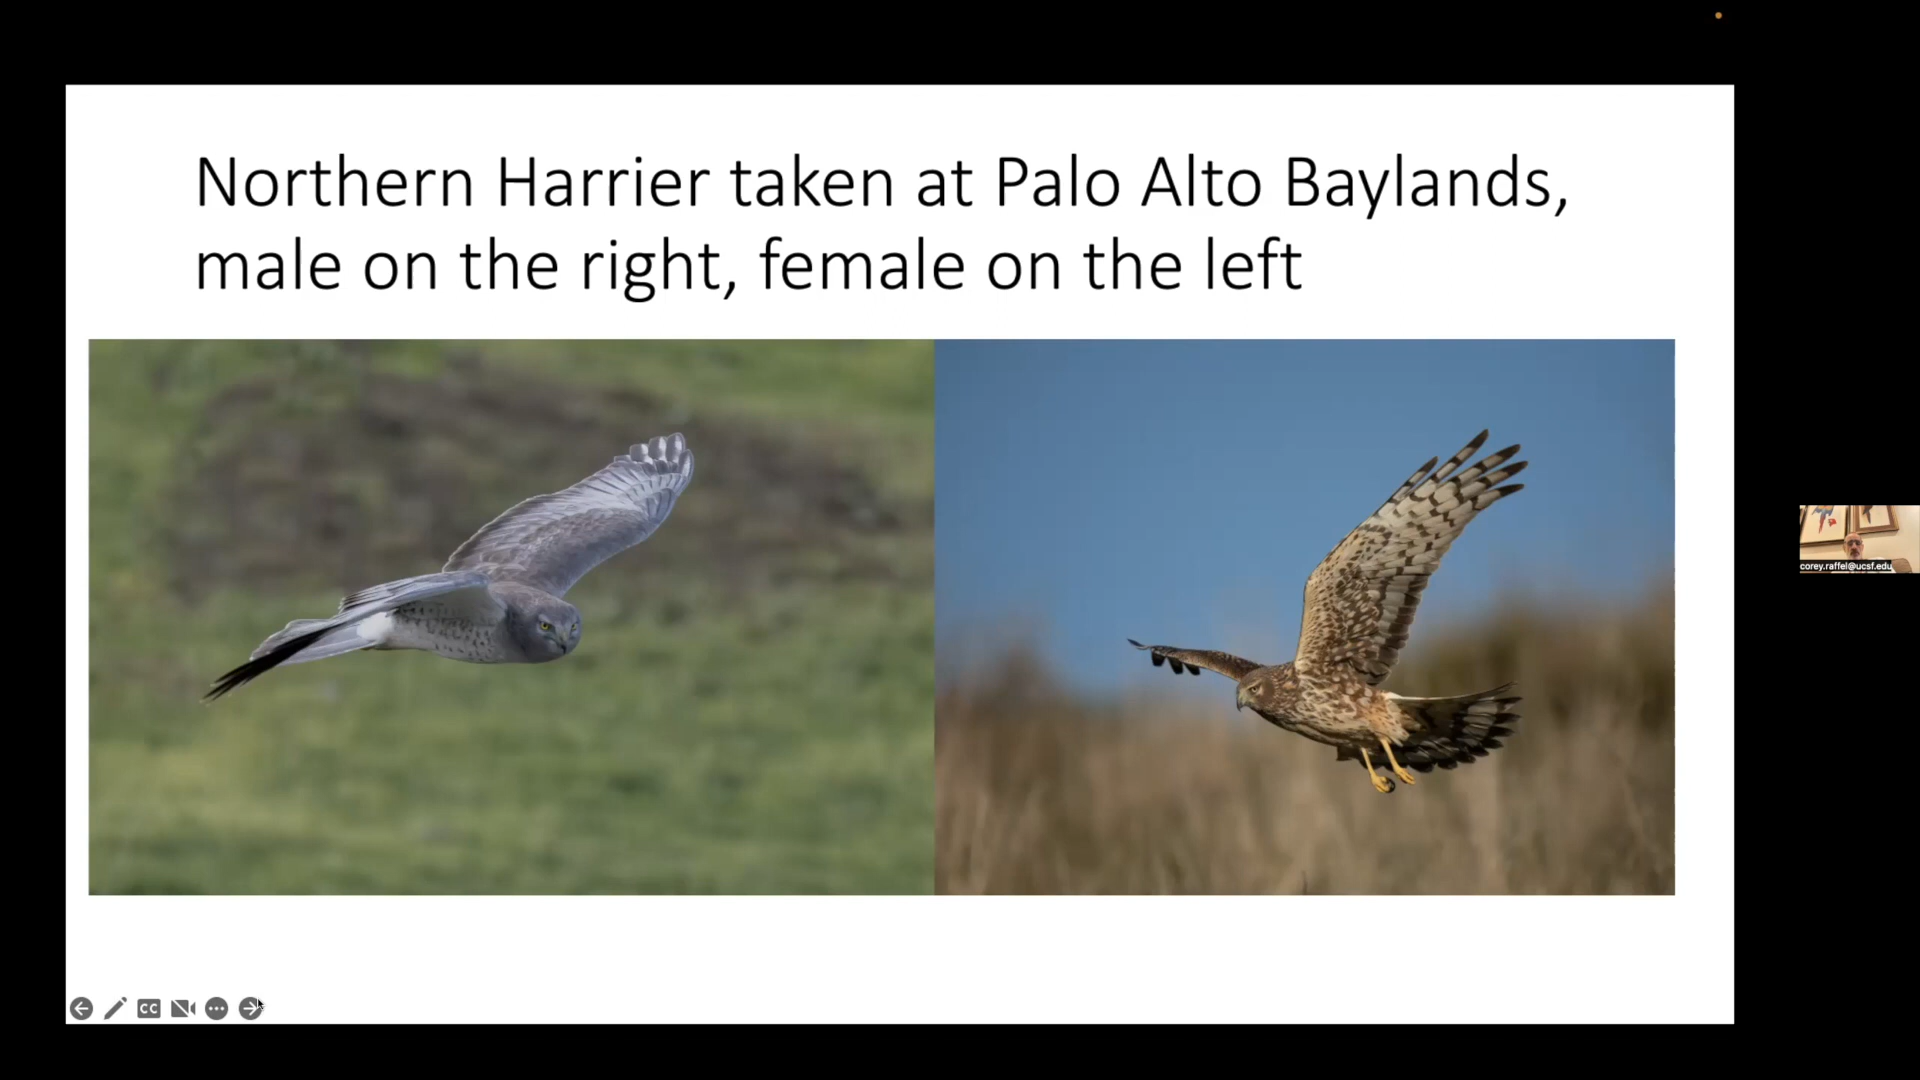 Northern Harrier taken at Palo Alto Baylands,
male on the right, female on the left
corey.raffel@ucsf.edu
CC